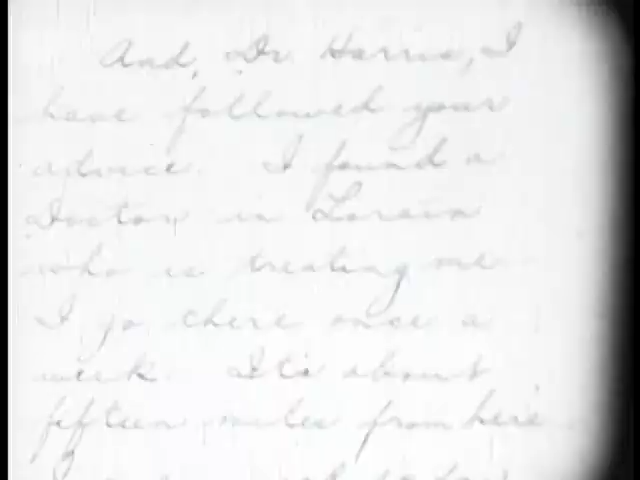 And, Dr. Harris, I
have followed your
advice. I found a
Doctor in Lorain
who is treating me
I go there once a
week. It's about
fifteen miles from here.
I